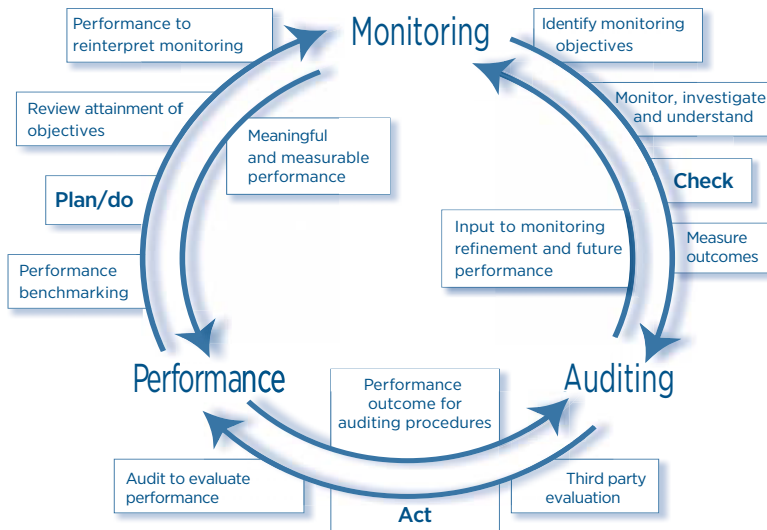 Performance to
reinterpret monitoring
Monitoring
Identify monitoring
objectives
Review attainment of
objectives
Monitor, investigate
and understand
Meaningful
and measurable
performance
Plan/do
Check
Input to monitoring
refinement and future
performance
Measure
outcomes
Performance
benchmarking
Performance
Auditing
Performance
outcome for
auditing procedures
Audit to evaluate
performance
Act
Third party
evaluation